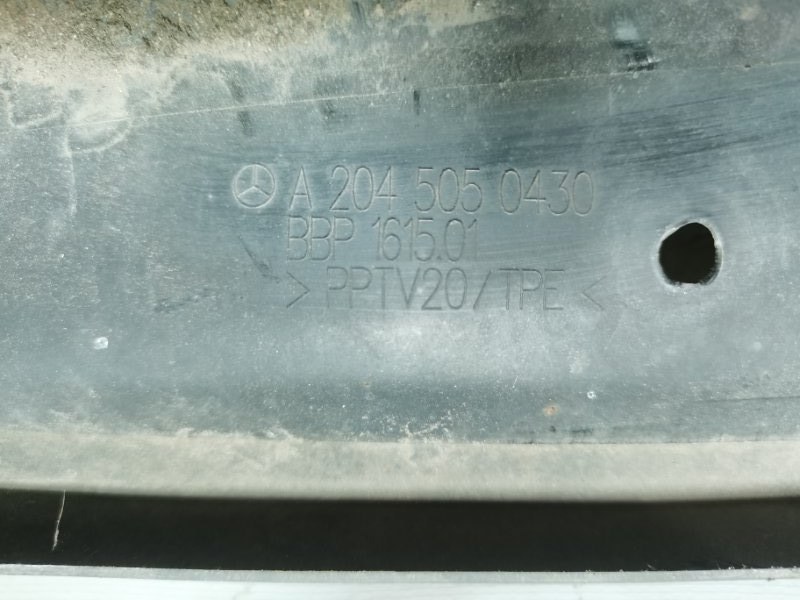 A 204 505 0430
BBP 1615.01
> PPTV20/TPE <